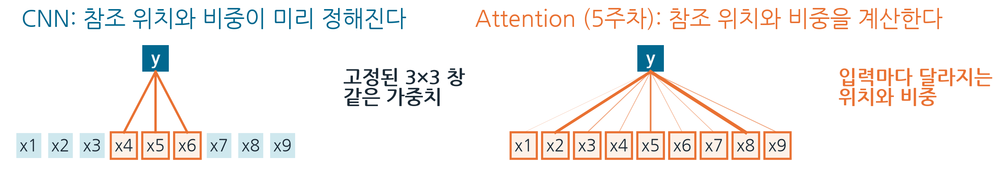 CNN: 참조 위치와 비중이 미리 정해진다
y
고정된 3×3 창
같은 가중치
x1 x2 x3 x4 x5 x6 x7 x8 x9
Attention (5주차): 참조 위치와 비중을 계산한다
y
입력마다 달라지는
위치와 비중
x1 x2 x3 x4 x5 x6 x7 x8 x9